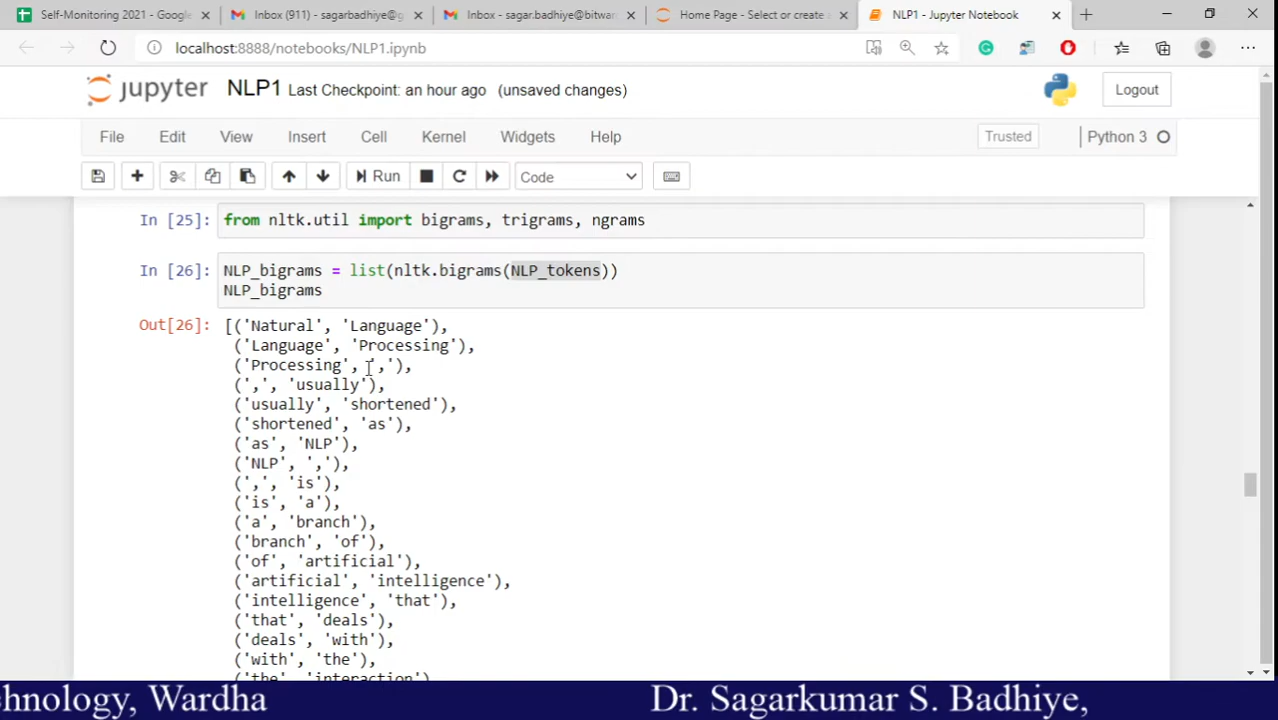 Self-Monitoring 2021 - Google
Inbox (911) - sagarbadhiye@g
Inbox - sagar.badhiye@bitwar
Home Page - Select or create a
NLP1 - Jupyter Notebook
localhost:8888/notebooks/NLP1.ipynb
jupyter NLP1 Last Checkpoint: an hour ago (unsaved changes)
Logout
File Edit View Insert Cell Kernel Widgets Help
Trusted
Python 3
Run
Code
In [25]: from nltk.util import bigrams, trigrams, ngrams
In [26]: NLP_bigrams = list(nltk.bigrams(NLP_tokens))
NLP_bigrams
Out[26]: [('Natural', 'Language'),
('Language', 'Processing'),
('Processing', ','),
(',', 'usually'),
('usually', 'shortened'),
('shortened', 'as'),
('as', 'NLP'),
('NLP', ','),
(',', 'is'),
('is', 'a'),
('a', 'branch'),
('branch', 'of'),
('of', 'artificial'),
('artificial', 'intelligence'),
('intelligence', 'that'),
('that', 'deals'),
('deals', 'with'),
('with', 'the'),
('the', 'interaction')
chnology, Wardha
Dr. Sagarkumar S. Badhiye,